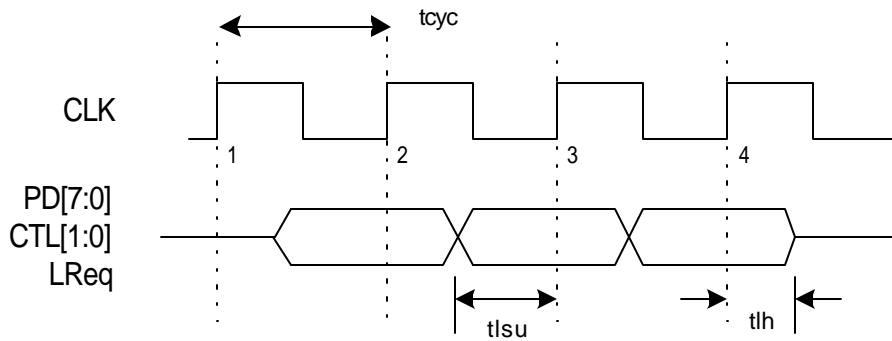 tcyc
CLK
1 2 3 4
PD[7:0]
CTL[1:0]
LReq
tlsu
tlh